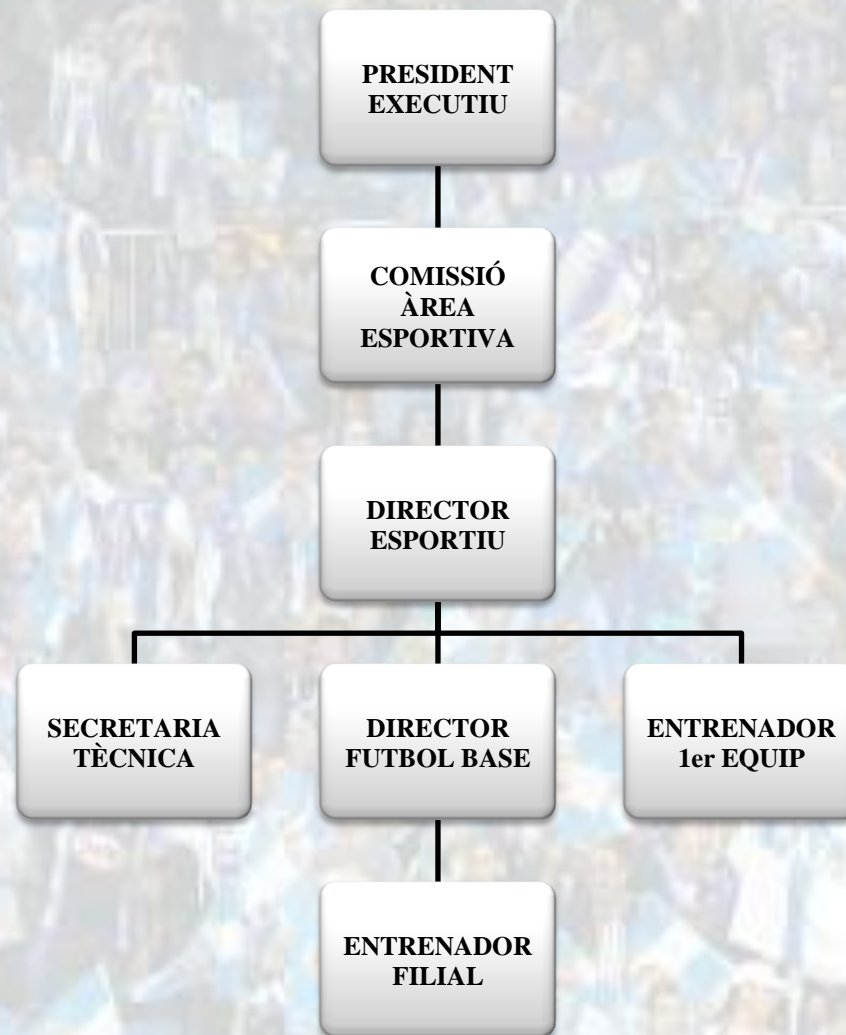 PRESIDENT
EXECUTIU
COMISSIÓ
ÀREA
ESPORTIVA
DIRECTOR
ESPORTIU
SECRETARIA
TÈCNICA
DIRECTOR
FUTBOL BASE
ENTRENADOR
1er EQUIP
ENTRENADOR
FILIAL